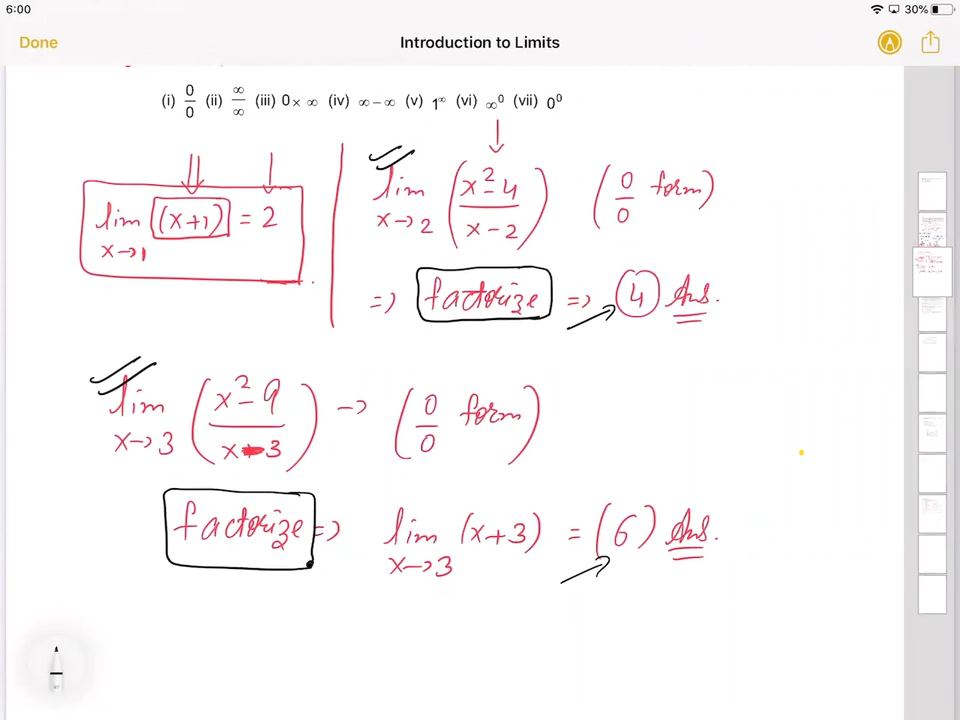 6:00 30%
Done Introduction to Limits
(i) 0/0 (ii) ∞/∞ (iii) 0 × ∞ (iv) ∞ – ∞ (v) 1^∞ (vi) ∞^0 (vii) 0^0
lim x→1 (x+1) = 2
lim x→2 (x²-4 / x-2) (0/0 form)
=> factorize => 4 Ans.
lim x→3 (x²-9 / x-3) → (0/0 form)
factorize => lim x→3 (x+3) = (6) Ans.